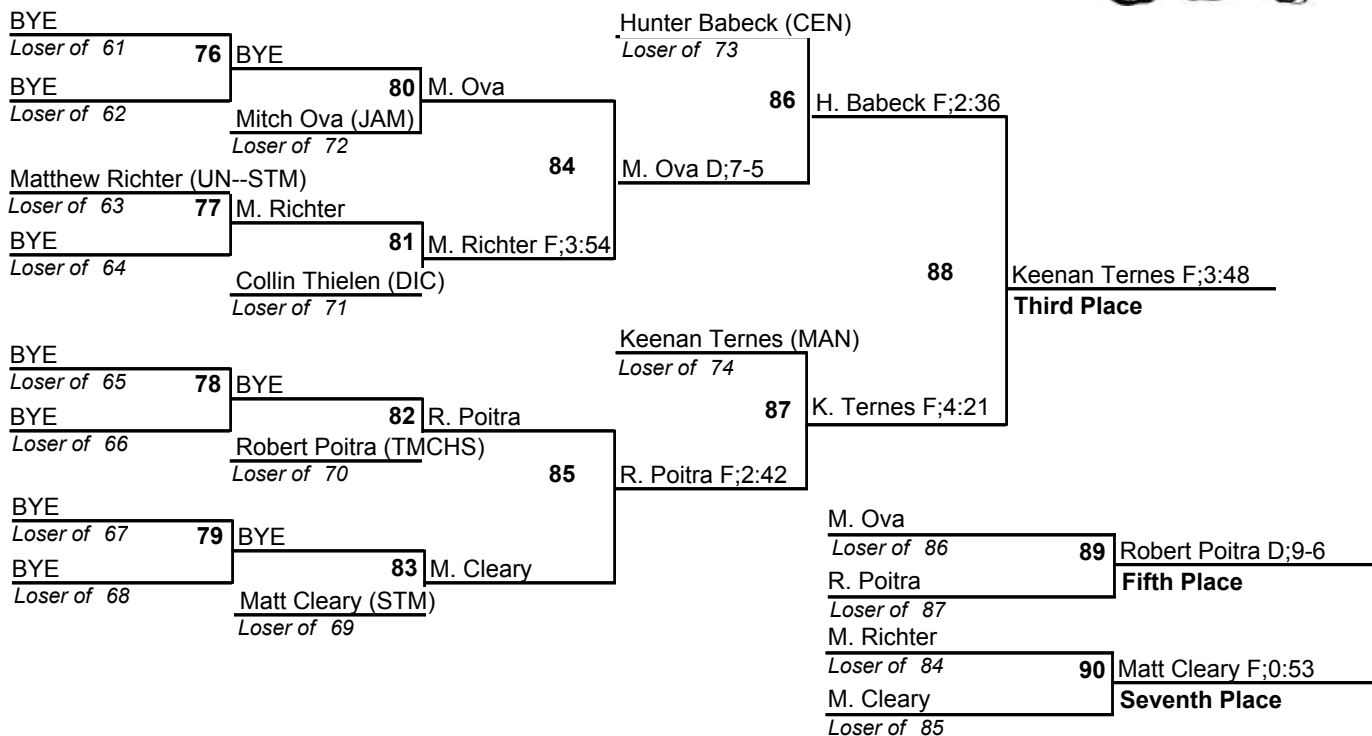 BYE
Loser of 61
76
BYE
BYE
Loser of 62
80
M. Ova
Mitch Ova (JAM)
Loser of 72
Matthew Richter (UN--STM)
Loser of 63
77
M. Richter
BYE
Loser of 64
81
M. Richter F;3:54
Collin Thielen (DIC)
Loser of 71
84
M. Ova D;7-5
Hunter Babeck (CEN)
Loser of 73
86
H. Babeck F;2:36
BYE
Loser of 65
78
BYE
BYE
Loser of 66
82
R. Poitra
Robert Poitra (TMCHS)
Loser of 70
BYE
Loser of 67
79
BYE
BYE
Loser of 68
83
M. Cleary
Matt Cleary (STM)
Loser of 69
85
R. Poitra F;2:42
Keenan Ternes (MAN)
Loser of 74
87
K. Ternes F;4:21
88
Keenan Ternes F;3:48
Third Place
M. Ova
Loser of 86
89
Robert Poitra D;9-6
Fifth Place
R. Poitra
Loser of 87
M. Richter
Loser of 84
90
Matt Cleary F;0:53
Seventh Place
M. Cleary
Loser of 85